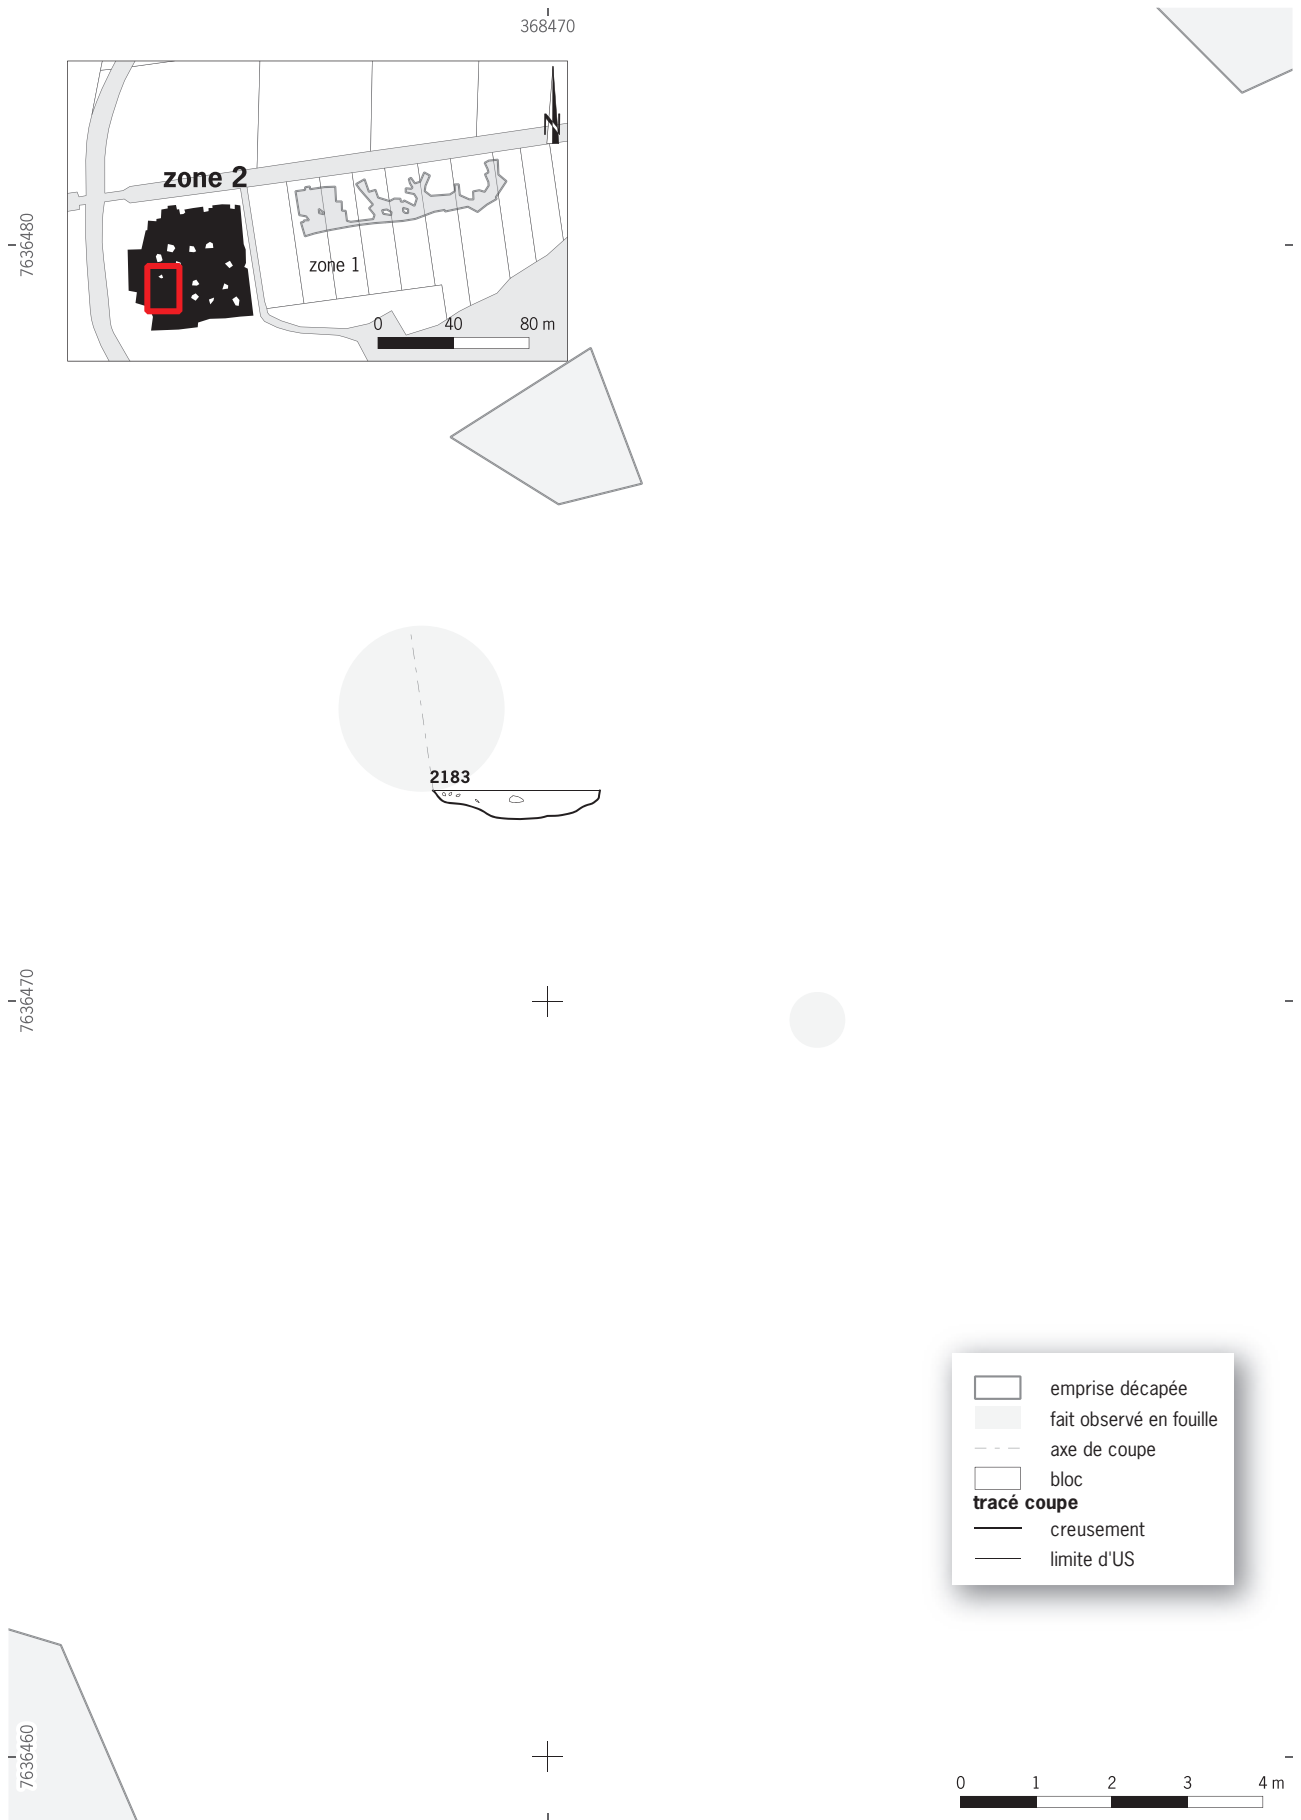 368470
7636480
N
zone 2
zone 1
0 40 80 m
2183
7636470
emprise décapée
fait observé en fouille
axe de coupe
bloc
tracé coupe
creusement
limite d'US
7636460
0 1 2 3 4 m